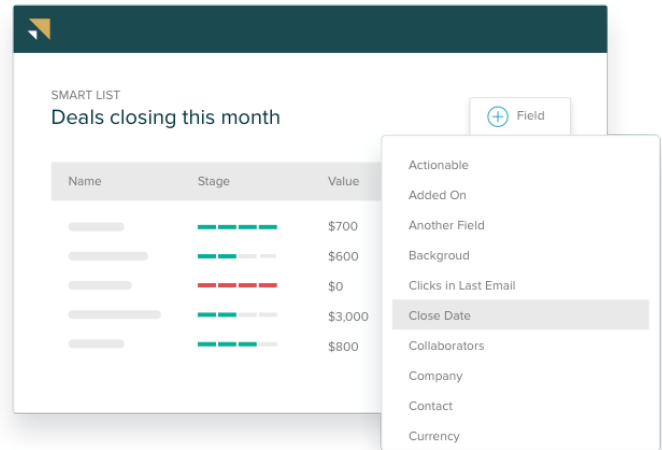 SMART LIST
Deals closing this month
Field
Name Stage Value
$700
$600
$0
$3,000
$800
Actionable
Added On
Another Field
Backgroud
Clicks in Last Email
Close Date
Collaborators
Company
Contact
Currency